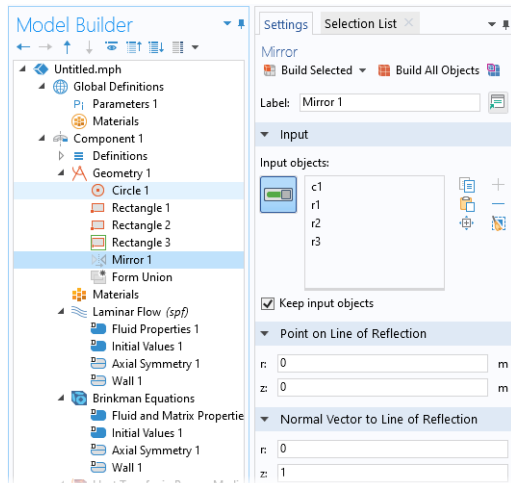 Model Builder
Untitled.mph
Global Definitions
Pi Parameters 1
Materials
Component 1
Definitions
Geometry 1
Circle 1
Rectangle 1
Rectangle 2
Rectangle 3
Mirror 1
Form Union
Materials
Laminar Flow (spf)
Fluid Properties 1
Initial Values 1
Axial Symmetry 1
Wall 1
Brinkman Equations
Fluid and Matrix Propertie
Initial Values 1
Axial Symmetry 1
Wall 1
Settings Selection List
Mirror
Build Selected Build All Objects
Label: Mirror 1
Input
Input objects:
c1
r1
r2
r3
Keep input objects
Point on Line of Reflection
r: 0 m
z: 0 m
Normal Vector to Line of Reflection
r: 0
z: 1